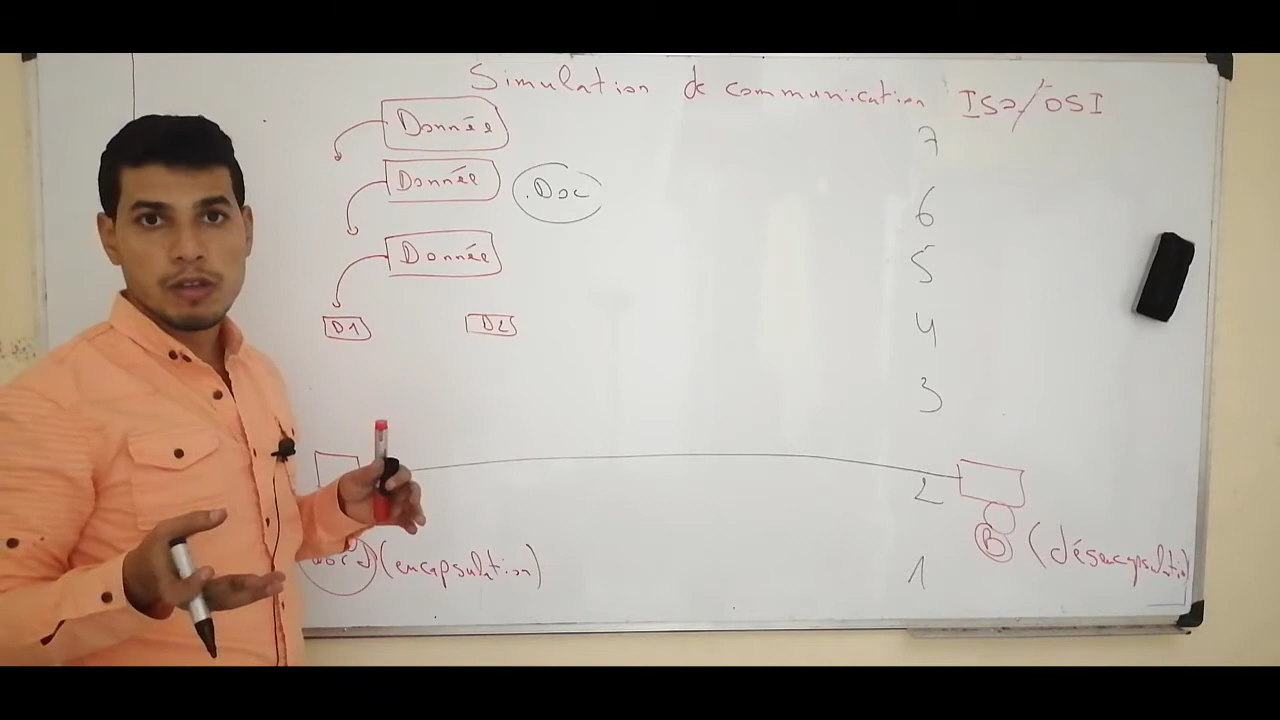 Simulation de communication ISO/OSI
Donnée
7
Donnée
.Doc
6
Donnée
5
D1
D2
4
3
2
B
(encapsulation)
(désencapsulatio
1